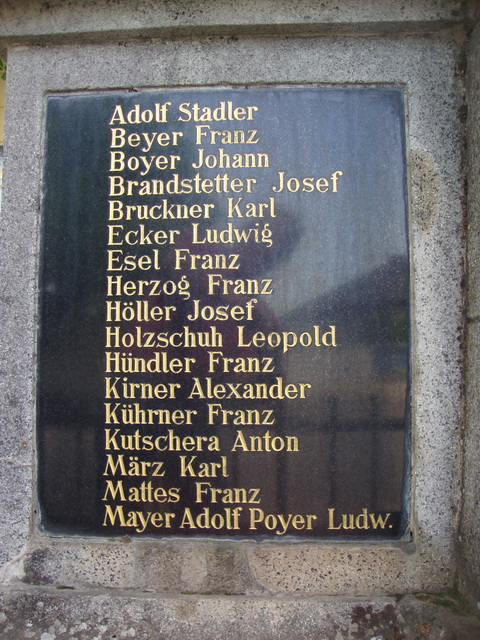 Adolf Stadler
Beyer Franz
Boyer Johann
Brandstetter Josef
Bruckner Karl
Ecker Ludwig
Esel Franz
Herzog Franz
Höller Josef
Holzschuh Leopold
Hündler Franz
Kirner Alexander
Kührner Franz
Kutschera Anton
März Karl
Mattes Franz
Mayer Adolf Poyer Ludw.